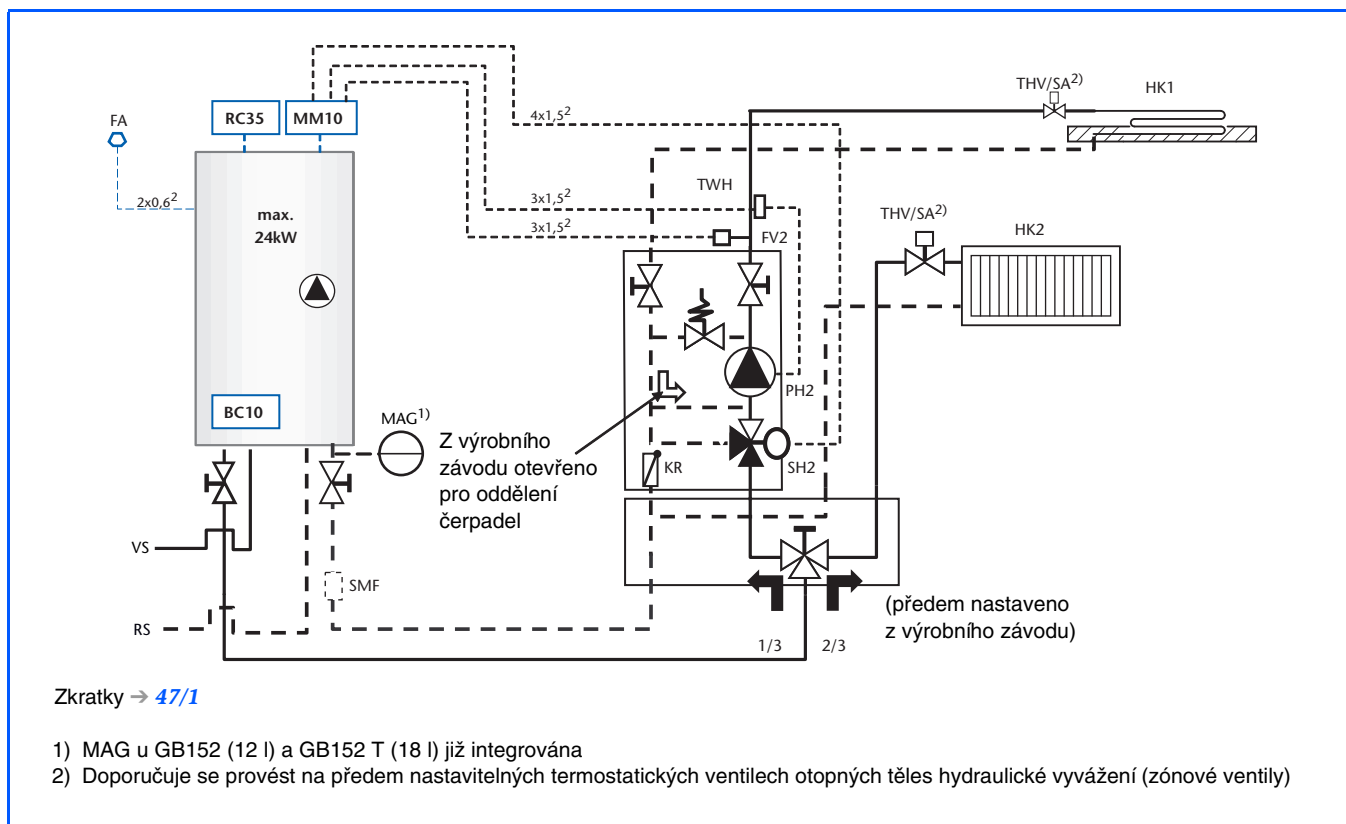 THV/SA²⁾
HK1
FA
RC35
MM10
4x1,5²
TWH
2x0,6²
3x1,5²
max.
24kW
3x1,5²
FV2
THV/SA²⁾
HK2
PH2
BC10
MAG¹⁾
Z výrobního
závodu otevřeno
pro oddělení
čerpadel
KR
SH2
VS
SMF
RS
(předem nastaveno
z výrobního závodu)
1/3
2/3
Zkratky → 47/1
1) MAG u GB152 (12 l) a GB152 T (18 l) již integrována
2) Doporučuje se provést na předem nastavitelných termostatických ventilech otopných těles hydraulické vyvážení (zónové ventily)